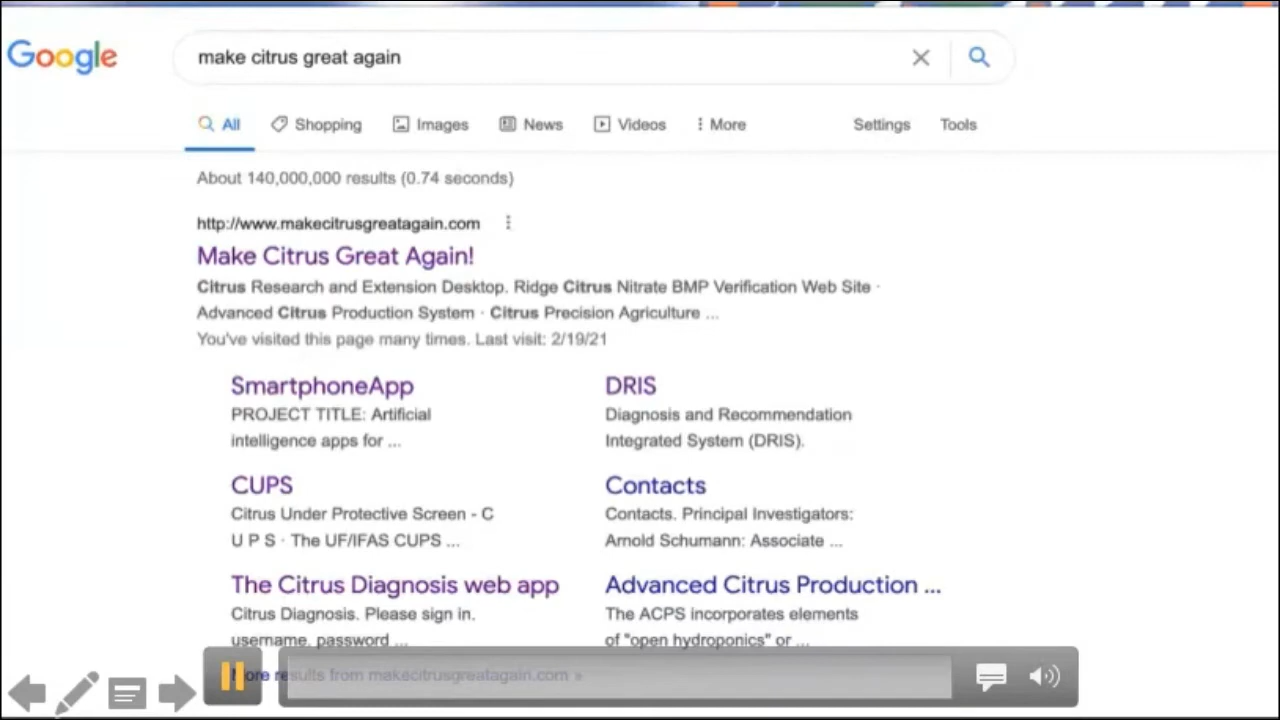 Google
make citrus great again
All Shopping Images News Videos More Settings Tools
About 140,000,000 results (0.74 seconds)
http://www.makecitrusgreatagain.com
Make Citrus Great Again!
Citrus Research and Extension Desktop. Ridge Citrus Nitrate BMP Verification Web Site ·
Advanced Citrus Production System · Citrus Precision Agriculture ...
You've visited this page many times. Last visit: 2/19/21
SmartphoneApp
PROJECT TITLE: Artificial
intelligence apps for ...
DRIS
Diagnosis and Recommendation
Integrated System (DRIS).
CUPS
Citrus Under Protective Screen - C
U P S · The UF/IFAS CUPS ...
Contacts
Contacts. Principal Investigators:
Arnold Schumann: Associate ...
The Citrus Diagnosis web app
Citrus Diagnosis. Please sign in.
username. password ...
Advanced Citrus Production ...
The ACPS incorporates elements
of "open hydroponics" or ...
More results from makecitrusgreatagain.com »